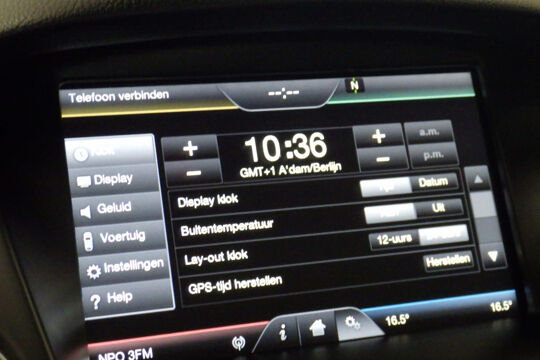 Telefoon verbinden
--:--
N
Klok
Display
Geluid
Voertuig
Instellingen
Help
10:36
GMT+1 A'dam/Berlijn
a.m.
p.m.
Display klok
Datum
Buitentemperatuur
Uit
Lay-out klok
12-uurs
GPS-tijd herstellen
Herstellen
NPO 3FM
16.5°
16.5°